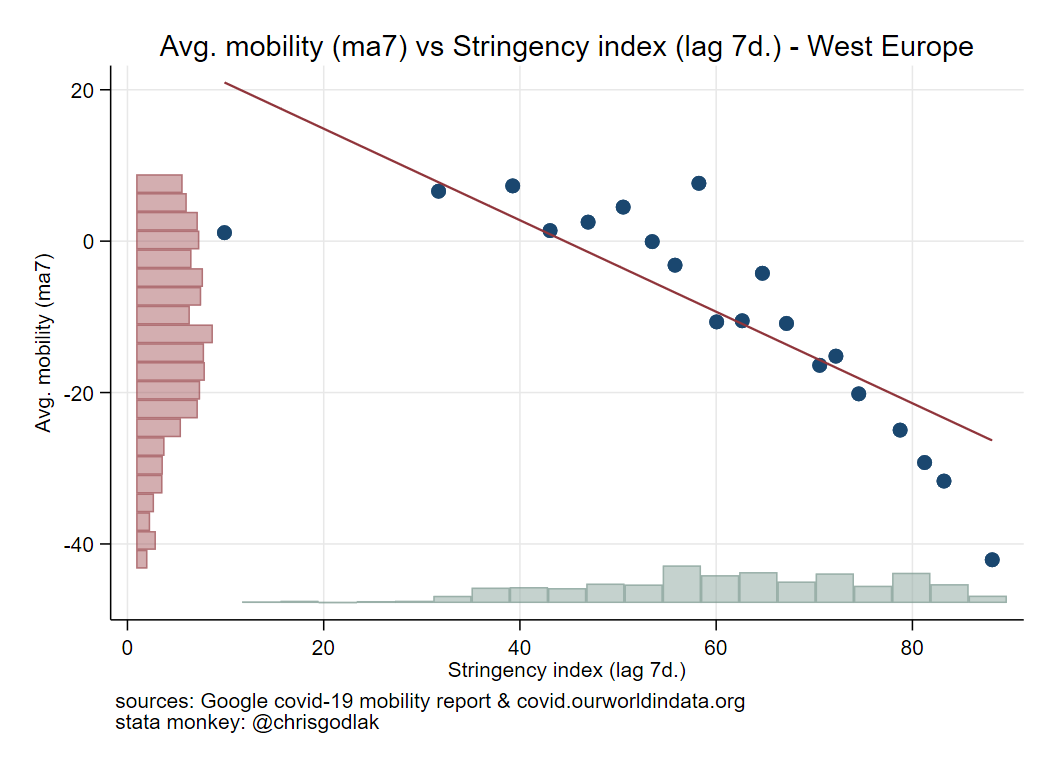 Avg. mobility (ma7) vs Stringency index (lag 7d.) - West Europe
20
0
-20
-40
Avg. mobility (ma7)
0 20 40 60 80
Stringency index (lag 7d.)
sources: Google covid-19 mobility report & covid.ourworldindata.org
stata monkey: @chrisgodlak